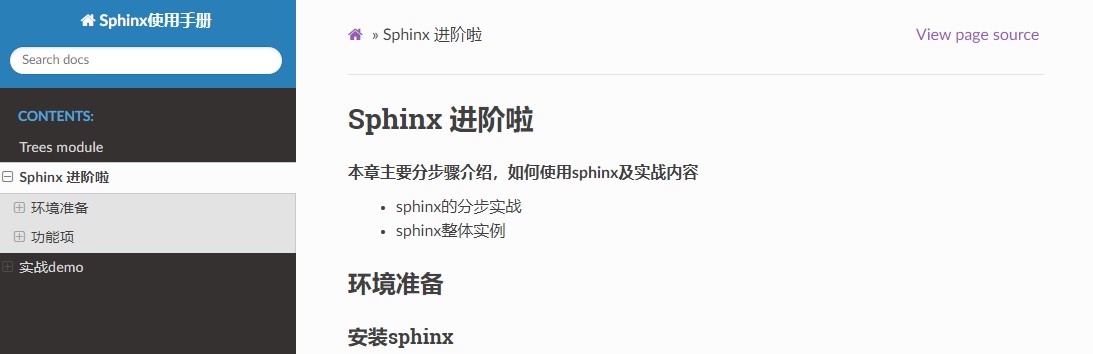 Sphinx使用手册
Search docs
CONTENTS:
Trees module
Sphinx 进阶啦
环境准备
功能项
实战demo
» Sphinx 进阶啦
View page source
Sphinx 进阶啦
本章主要分步骤介绍，如何使用sphinx及实战内容
• sphinx的分步实战
• sphinx整体实例
环境准备
安装sphinx